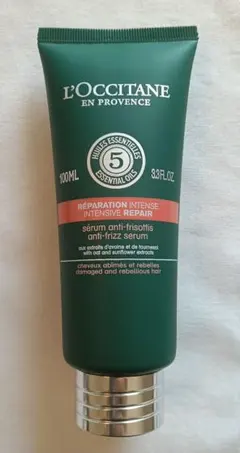 L'OCCITANE
EN PROVENCE
HUILES ESSENTIELLES
5
ESSENTIAL OILS
100ML 3.3FL.OZ.
RÉPARATION INTENSE
INTENSIVE REPAIR
sérum anti-frisottis
anti-frizz serum
aux extraits d'avoine et de tournesol
with oat and sunflower extracts
cheveux abîmés et rebelles
damaged and rebellious hair